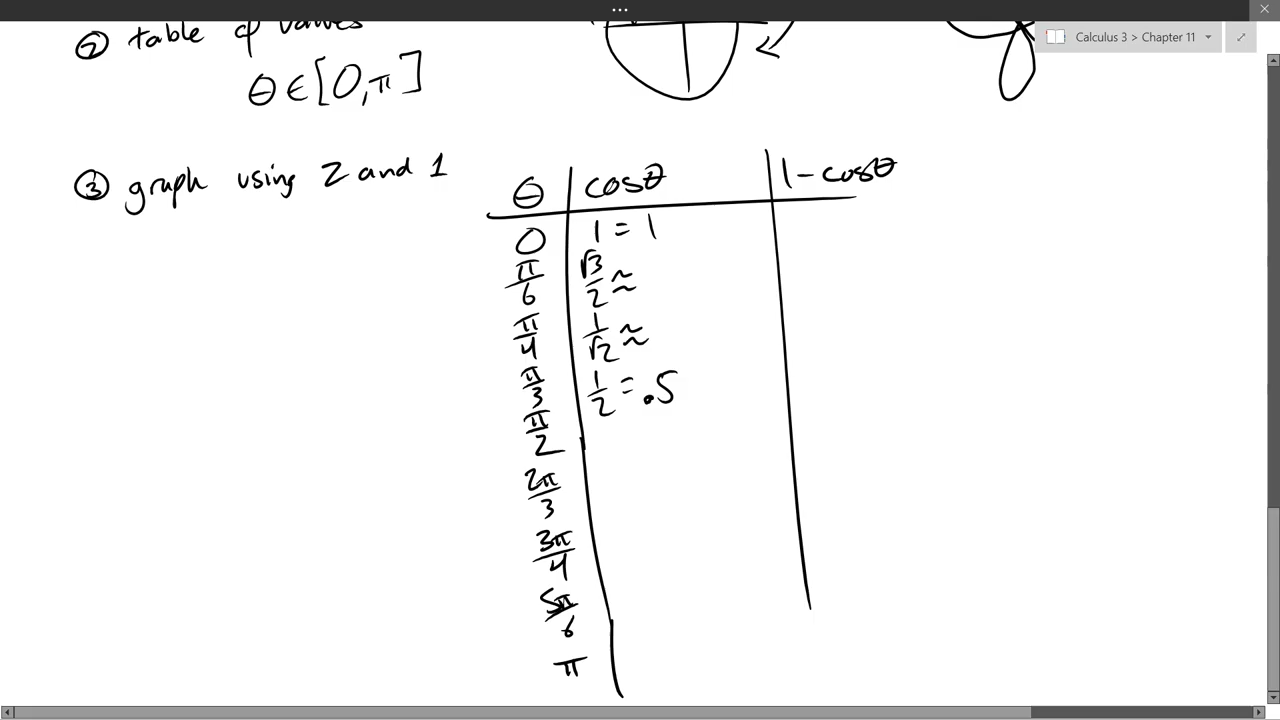 ...
Calculus 3 > Chapter 11
② table of values
θ ∈ [0, π]
③ graph using 2 and 1
θ | cosθ | 1 - cosθ
0 | 1 = 1
π/6 | √3/2 ≈
π/4 | 1/√2 ≈
π/3 | 1/2 = .5
π/2
2π/3
3π/4
5π/6
π